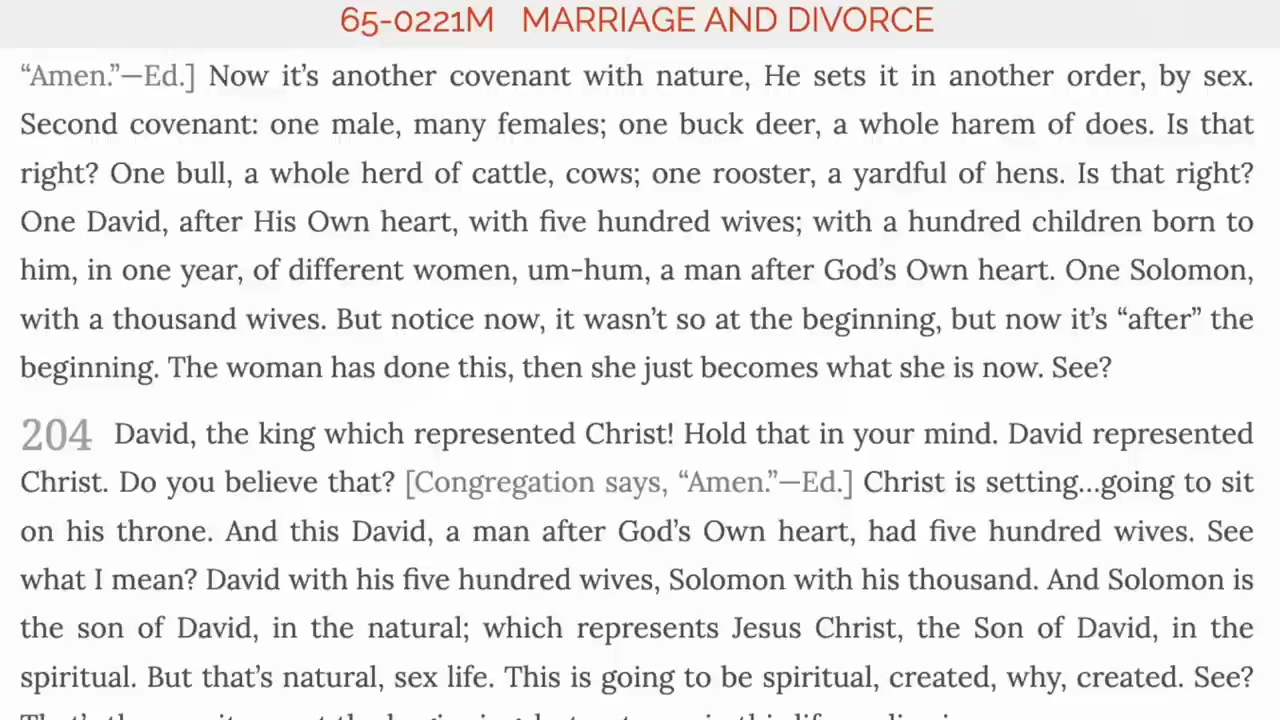 65-0221M MARRIAGE AND DIVORCE
“Amen.”—Ed.] Now it’s another covenant with nature, He sets it in another order, by sex.
Second covenant: one male, many females; one buck deer, a whole harem of does. Is that
right? One bull, a whole herd of cattle, cows; one rooster, a yardful of hens. Is that right?
One David, after His Own heart, with five hundred wives; with a hundred children born to
him, in one year, of different women, um-hum, a man after God’s Own heart. One Solomon,
with a thousand wives. But notice now, it wasn’t so at the beginning, but now it’s “after” the
beginning. The woman has done this, then she just becomes what she is now. See?
204 David, the king which represented Christ! Hold that in your mind. David represented
Christ. Do you believe that? [Congregation says, “Amen.”—Ed.] Christ is setting…going to sit
on his throne. And this David, a man after God’s Own heart, had five hundred wives. See
what I mean? David with his five hundred wives, Solomon with his thousand. And Solomon is
the son of David, in the natural; which represents Jesus Christ, the Son of David, in the
spiritual. But that’s natural, sex life. This is going to be spiritual, created, why, created. See?